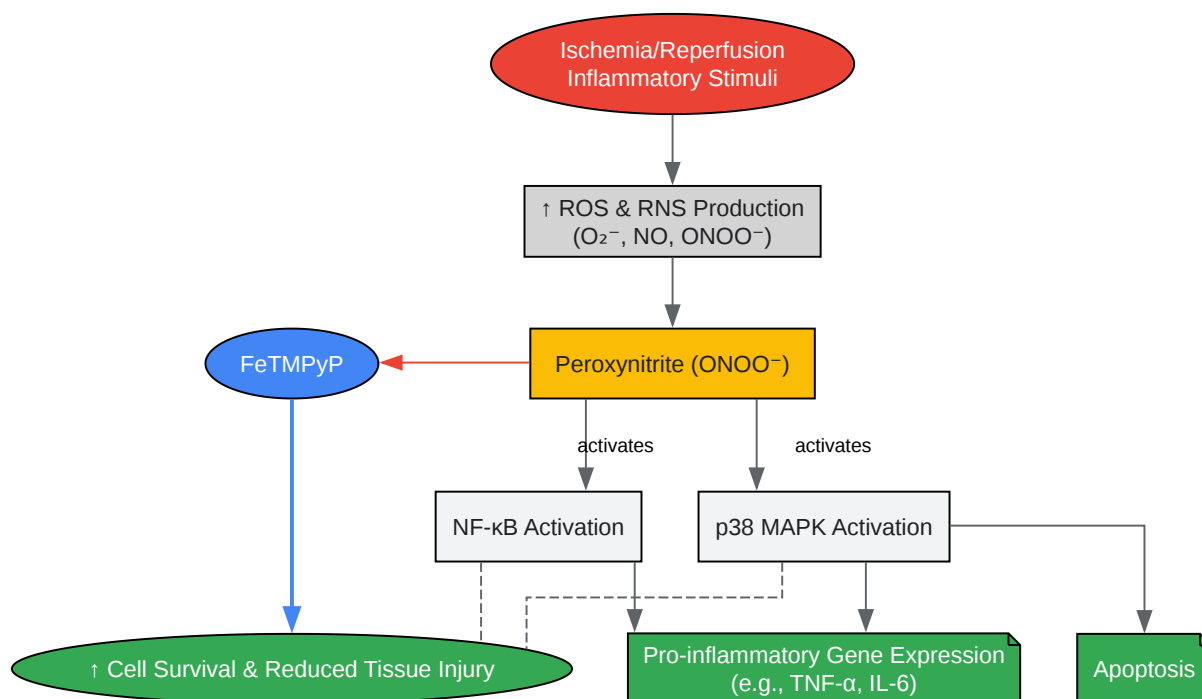 Ischemia/Reperfusion
Inflammatory Stimuli
↑ ROS & RNS Production
(O₂⁻, NO, ONOO⁻)
FeTMPyP
Peroxynitrite (ONOO⁻)
activates
activates
NF-κB Activation
p38 MAPK Activation
↑ Cell Survival & Reduced Tissue Injury
Pro-inflammatory Gene Expression
(e.g., TNF-α, IL-6)
Apoptosis